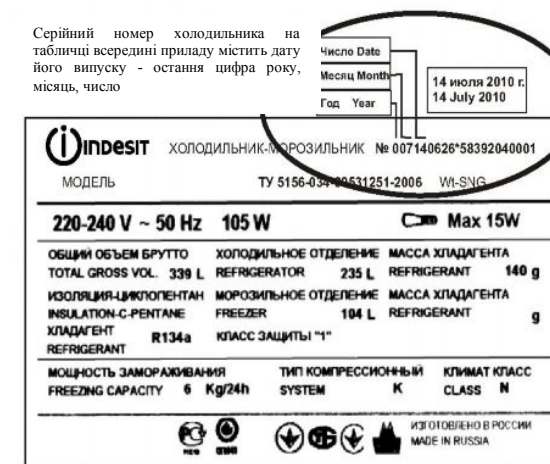 Серійний номер холодильника на
табличці всередині приладу містить дату
його випуску - остання цифра року,
місяць, число
Число Date
Месяц Month
Год Year
14 июля 2010 г.
14 July 2010
indesit ХОЛОДИЛЬНИК-МОРОЗИЛЬНИК № 007140626*58392040001
МОДЕЛЬ ТУ 5156-034-00531251-2006 Wt-SNG
220-240 V ~ 50 Hz 105 W Max 15W
ОБЩИЙ ОБЪЕМ БРУТТО ХОЛОДИЛЬНОЕ ОТДЕЛЕНИЕ МАССА ХЛАДАГЕНТА
TOTAL GROSS VOL. 339 L REFRIGERATOR 235 L REFRIGERANT 140 g
ИЗОЛЯЦИЯ-ЦИКЛОПЕНТАН МОРОЗИЛЬНОЕ ОТДЕЛЕНИЕ МАССА ХЛАДАГЕНТА
INSULATION-C-PENTANE FREEZER 104 L REFRIGERANT g
ХЛАДАГЕНТ R134a КЛАСС ЗАЩИТЫ "1"
REFRIGERANT
МОЩНОСТЬ ЗАМОРАЖИВАНИЯ ТИП КОМПРЕССИОННЫЙ КЛИМАТ КЛАСС
FREEZING CAPACITY 6 Kg/24h SYSTEM K CLASS N
ИЗГОТОВЛЕНО В РОССИИ
MADE IN RUSSIA